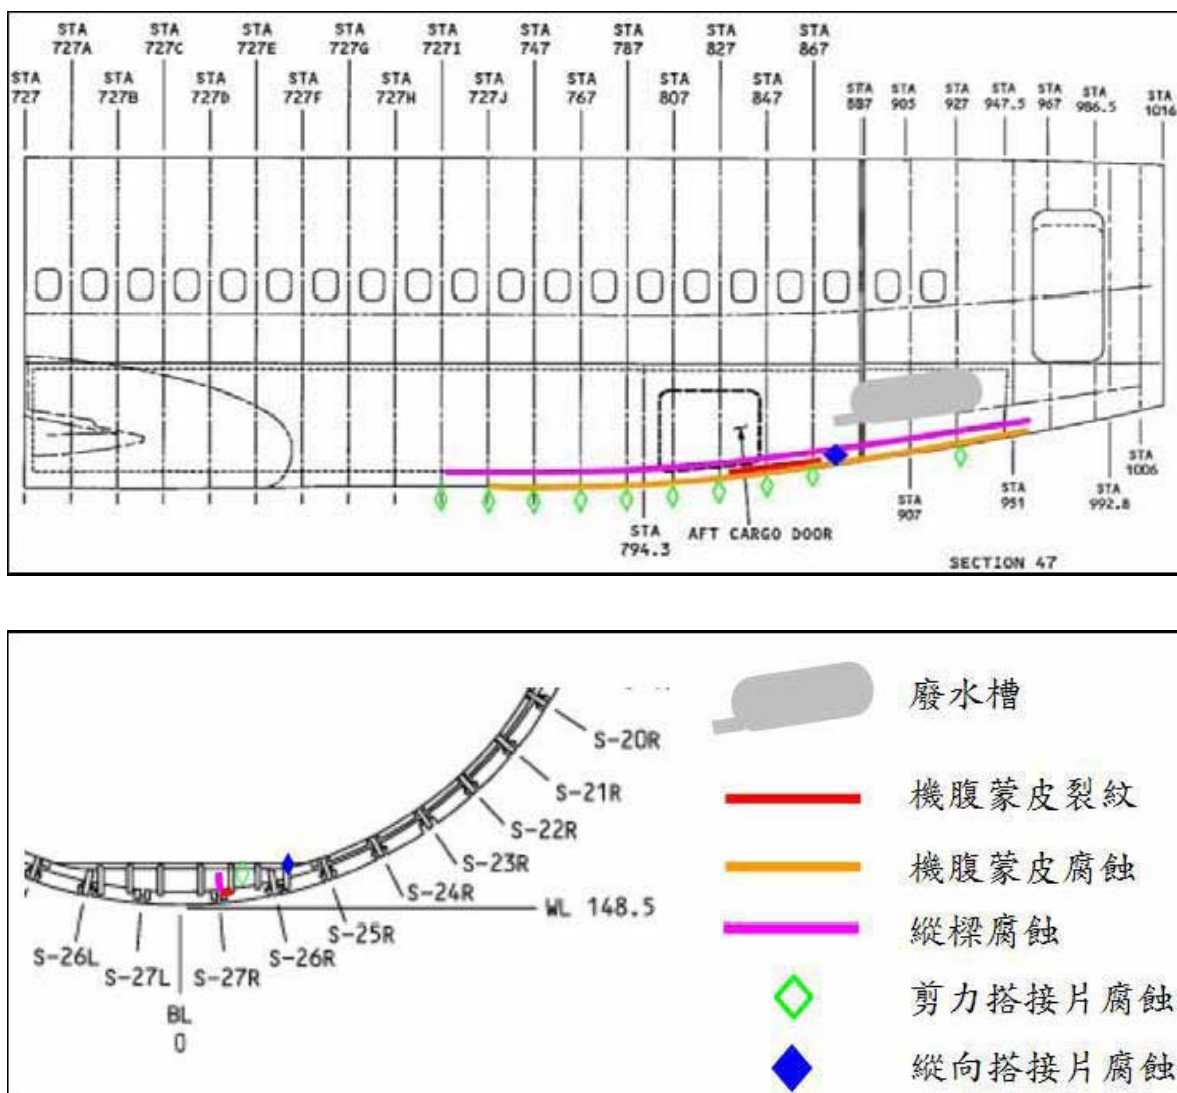 STA 727A
STA 727C
STA 727E
STA 727G
STA 727I
STA 747
STA 787
STA 827
STA 867
STA 727
STA 727B
STA 727D
STA 727F
STA 727H
STA 727J
STA 767
STA 807
STA 847
STA 887
STA 905
STA 927
STA 947.5
STA 967
STA 986.5
STA 1016
STA 1006
STA 794.3
AFT CARGO DOOR
STA 907
STA 951
STA 992.8
SECTION 47
S-20R
S-21R
S-22R
S-23R
S-24R
WL 148.5
S-25R
S-26R
S-26L
S-27L
S-27R
BL
0
廢水槽
機腹蒙皮裂紋
機腹蒙皮腐蝕
縱樑腐蝕
剪力搭接片腐蝕
縱向搭接片腐蝕